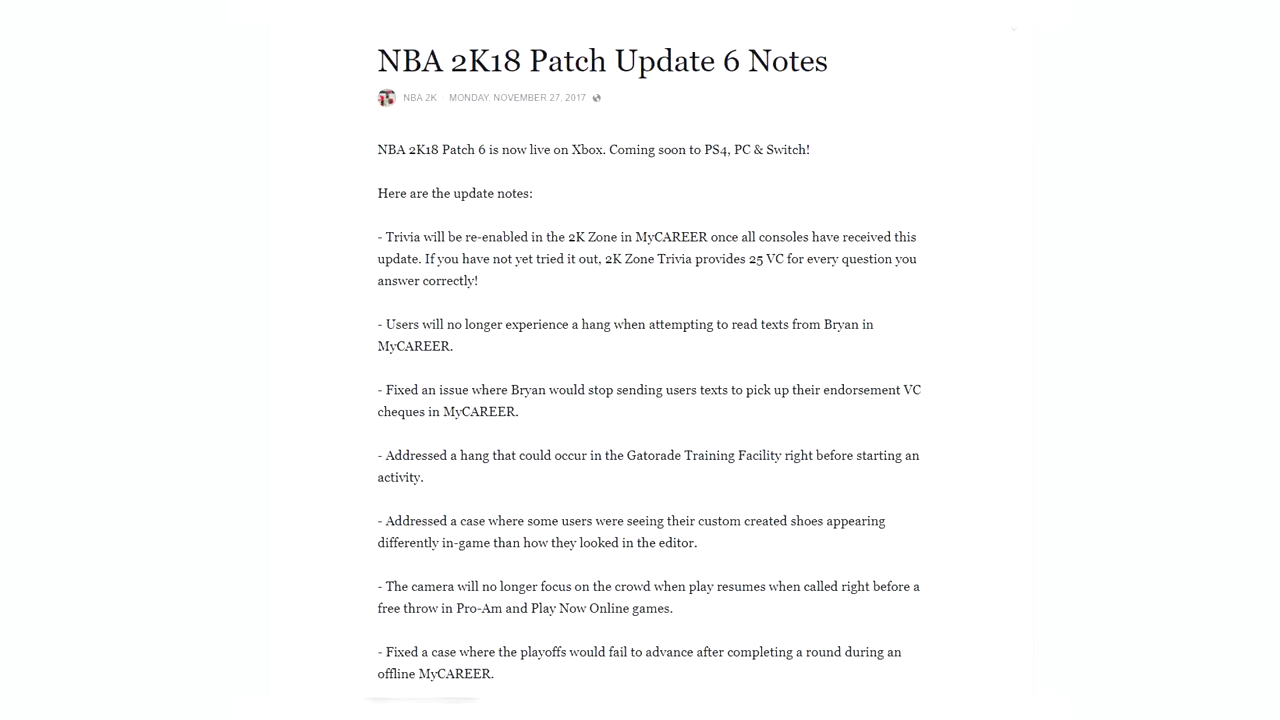 NBA 2K18 Patch Update 6 Notes
NBA 2K · MONDAY, NOVEMBER 27, 2017
NBA 2K18 Patch 6 is now live on Xbox. Coming soon to PS4, PC & Switch!
Here are the update notes:
- Trivia will be re-enabled in the 2K Zone in MyCAREER once all consoles have received this
update. If you have not yet tried it out, 2K Zone Trivia provides 25 VC for every question you
answer correctly!
- Users will no longer experience a hang when attempting to read texts from Bryan in
MyCAREER.
- Fixed an issue where Bryan would stop sending users texts to pick up their endorsement VC
cheques in MyCAREER.
- Addressed a hang that could occur in the Gatorade Training Facility right before starting an
activity.
- Addressed a case where some users were seeing their custom created shoes appearing
differently in-game than how they looked in the editor.
- The camera will no longer focus on the crowd when play resumes when called right before a
free throw in Pro-Am and Play Now Online games.
- Fixed a case where the playoffs would fail to advance after completing a round during an
offline MyCAREER.